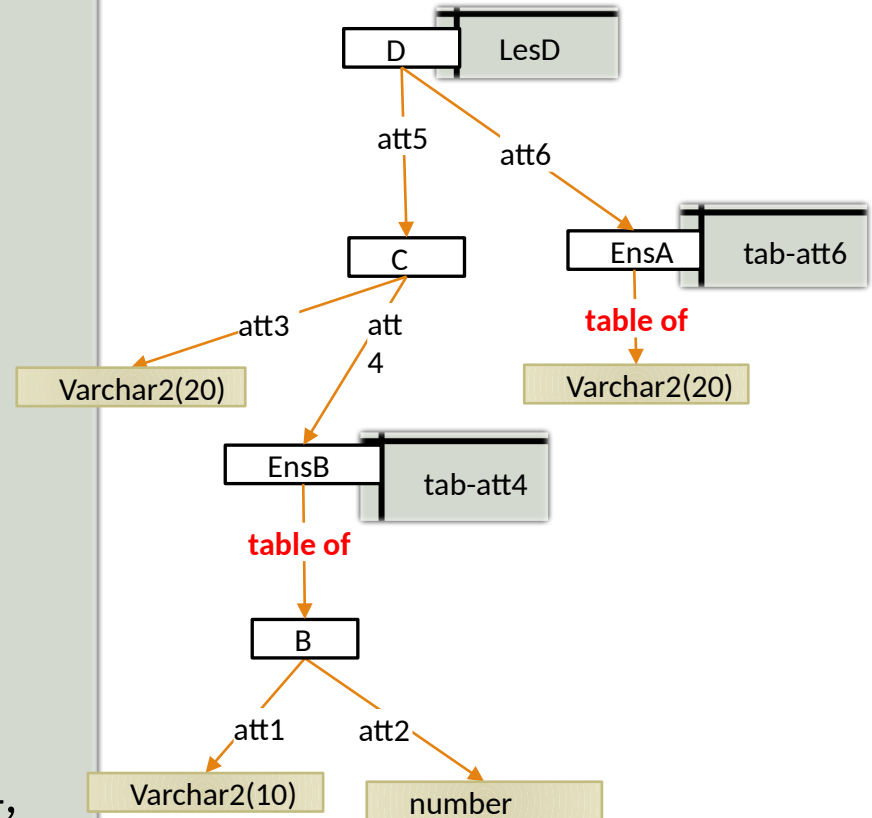 D
LesD
att5
att6
C
EnsA
tab-att6
att3
att
4
table of
Varchar2(20)
Varchar2(20)
EnsB
tab-att4
table of
B
att1
att2
Varchar2(10)
number
,